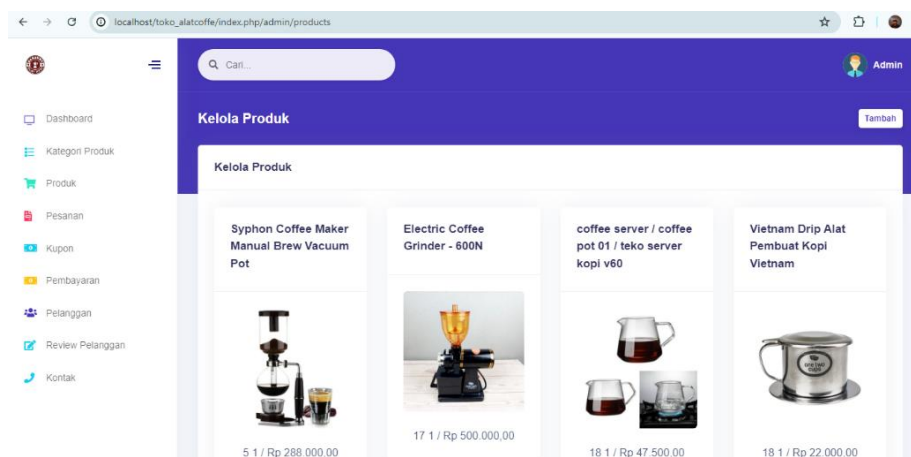 localhost/toko_alatcoffe/index.php/admin/products
Cari...
Admin
Dashboard
Kategori Produk
Produk
Pesanan
Kupon
Pembayaran
Pelanggan
Review Pelanggan
Kontak
Kelola Produk
Tambah
Kelola Produk
Syphon Coffee Maker
Manual Brew Vacuum
Pot
5 1 / Rp 288.000,00
Electric Coffee
Grinder - 600N
17 1 / Rp 500.000,00
coffee server / coffee
pot 01 / teko server
kopi v60
18 1 / Rp 47.500,00
Vietnam Drip Alat
Pembuat Kopi
Vietnam
18 1 / Rp 22.000,00